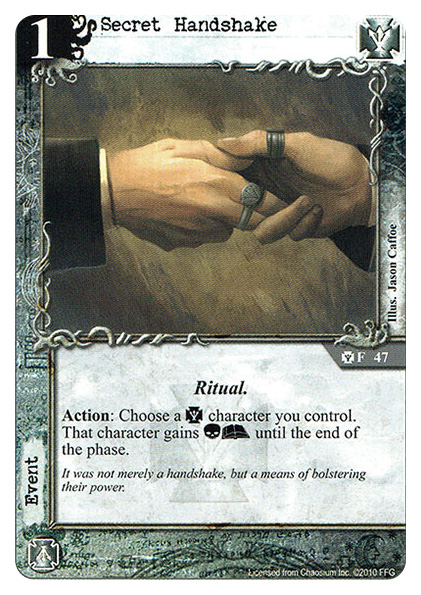 1
Secret Handshake
Illus. Jason Caffoe
F 47
Ritual.
Action: Choose a character you control.
That character gains until the end of
the phase.
It was not merely a handshake, but a means of bolstering
their power.
Event
Licensed from Chaosium Inc. ©2010 FFG